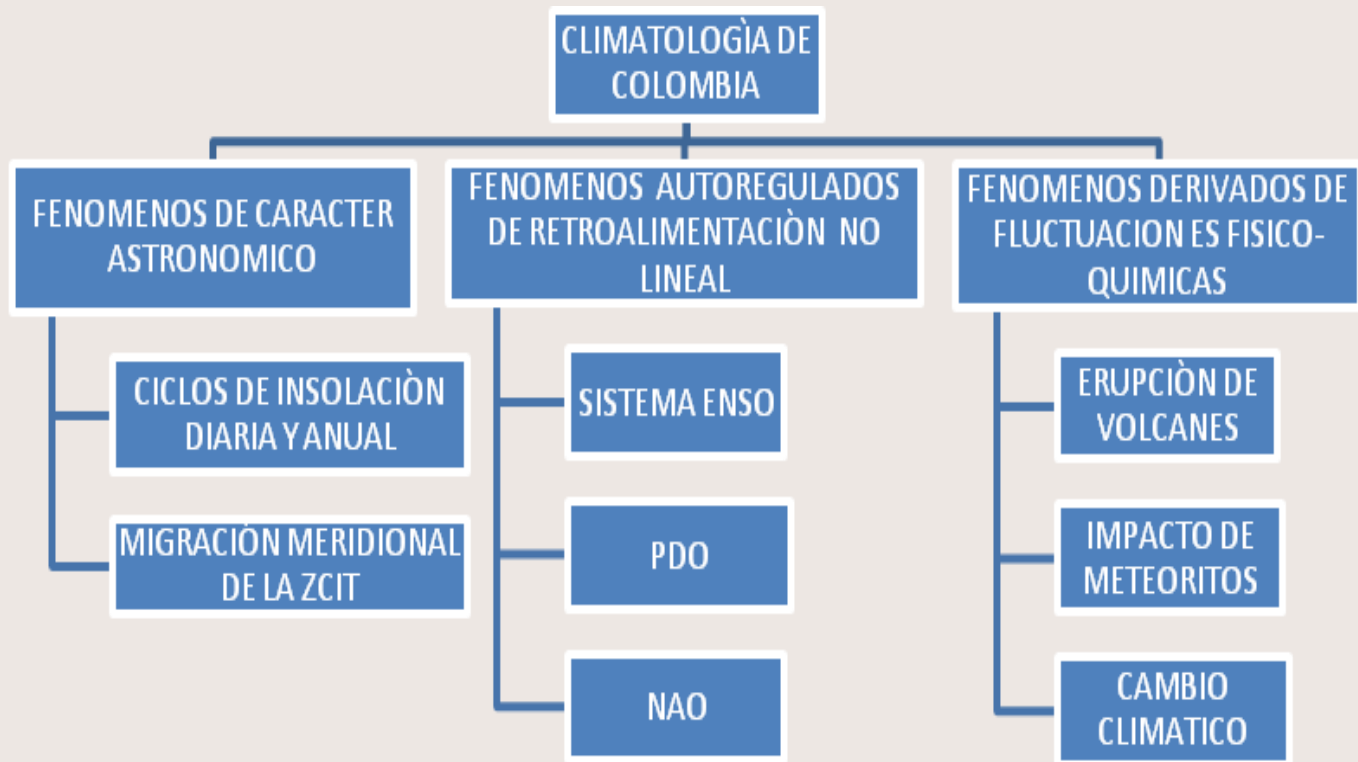 CLIMATOLOGÌA DE
COLOMBIA
FENOMENOS DE CARACTER
ASTRONOMICO
CICLOS DE INSOLACIÒN
DIARIA Y ANUAL
MIGRACIÒN MERIDIONAL
DE LA ZCIT
FENOMENOS AUTOREGULADOS
DE RETROALIMENTACIÒN NO
LINEAL
SISTEMA ENSO
PDO
NAO
FENOMENOS DERIVADOS DE
FLUCTUACION ES FISICO-
QUIMICAS
ERUPCIÒN DE
VOLCANES
IMPACTO DE
METEORITOS
CAMBIO
CLIMATICO